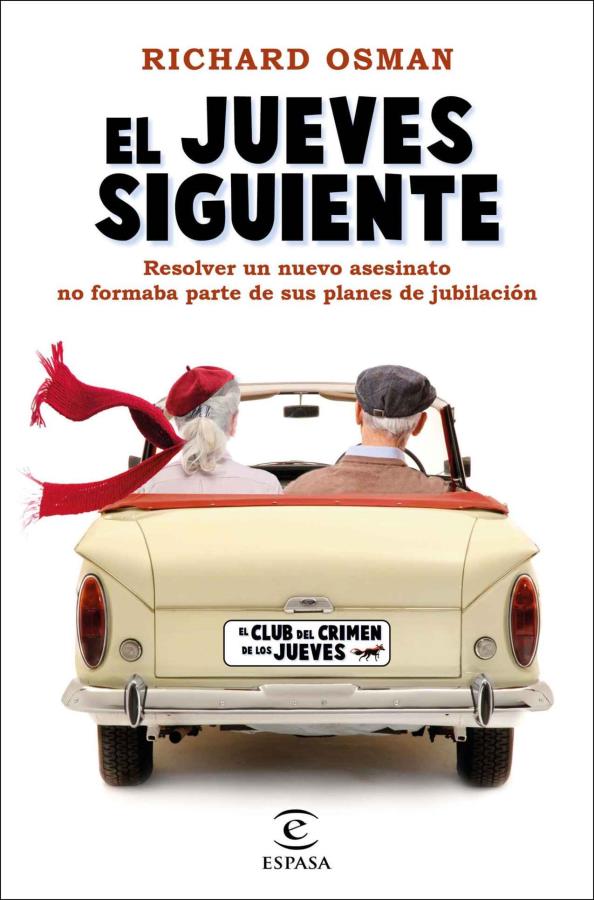 RICHARD OSMAN
EL JUEVES
SIGUIENTE
Resolver un nuevo asesinato
no formaba parte de sus planes de jubilación
EL CLUB DEL CRIMEN
DE LOS JUEVES
e
ESPASA